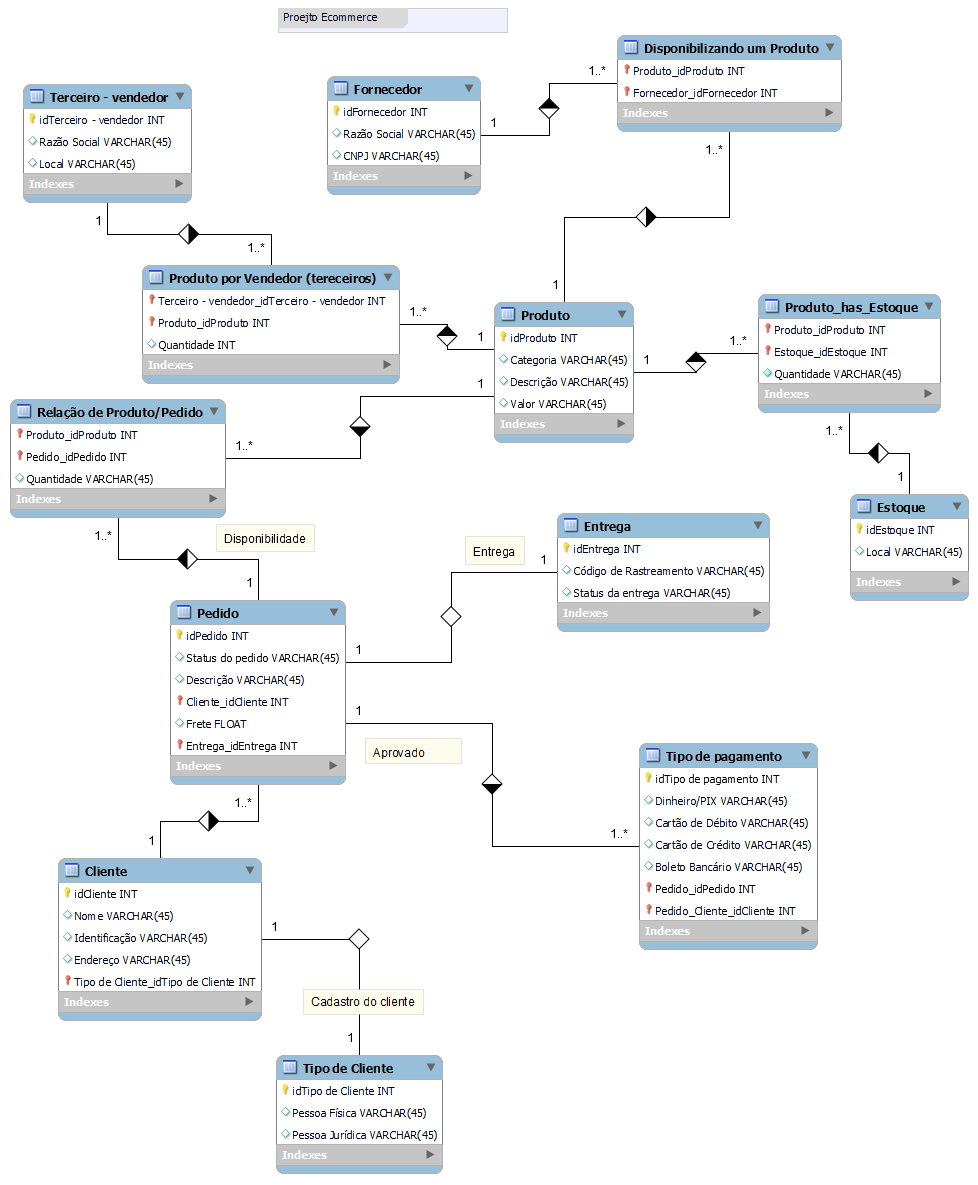 Proejto Ecommerce
Disponibilizando um Produto
Produto_idProduto INT
Fornecedor_idFornecedor INT
Indexes
1..*
1..*
Fornecedor
idFornecedor INT
Razão Social VARCHAR(45)
CNPJ VARCHAR(45)
Indexes
1
Terceiro - vendedor
idTerceiro - vendedor INT
Razão Social VARCHAR(45)
Local VARCHAR(45)
Indexes
1
1..*
Produto por Vendedor (tereceiros)
Terceiro - vendedor_idTerceiro - vendedor INT
Produto_idProduto INT
Quantidade INT
Indexes
1..*
1
1
Produto
idProduto INT
Categoria VARCHAR(45)
Descrição VARCHAR(45)
Valor VARCHAR(45)
Indexes
1
1
1..*
Produto_has_Estoque
Produto_idProduto INT
Estoque_idEstoque INT
Quantidade VARCHAR(45)
Indexes
1..*
1
Relação de Produto/Pedido
Produto_idProduto INT
Pedido_idPedido INT
Quantidade VARCHAR(45)
Indexes
1..*
1..*
1
Disponibilidade
Estoque
idEstoque INT
Local VARCHAR(45)
Indexes
Entrega
1
Entrega
idEntrega INT
Código de Rastreamento VARCHAR(45)
Status da entrega VARCHAR(45)
Indexes
Pedido
idPedido INT
Status do pedido VARCHAR(45)
Descrição VARCHAR(45)
Cliente_idCliente INT
Frete FLOAT
Entrega_idEntrega INT
Indexes
1
1
Aprovado
1..*
1..*
1
Tipo de pagamento
idTipo de pagamento INT
Dinheiro/PIX VARCHAR(45)
Cartão de Débito VARCHAR(45)
Cartão de Crédito VARCHAR(45)
Boleto Bancário VARCHAR(45)
Pedido_idPedido INT
Pedido_Cliente_idCliente INT
Indexes
Cliente
idCliente INT
Nome VARCHAR(45)
Identificação VARCHAR(45)
Endereço VARCHAR(45)
Tipo de Cliente_idTipo de Cliente INT
Indexes
1
Cadastro do cliente
1
Tipo de Cliente
idTipo de Cliente INT
Pessoa Física VARCHAR(45)
Pessoa Jurídica VARCHAR(45)
Indexes